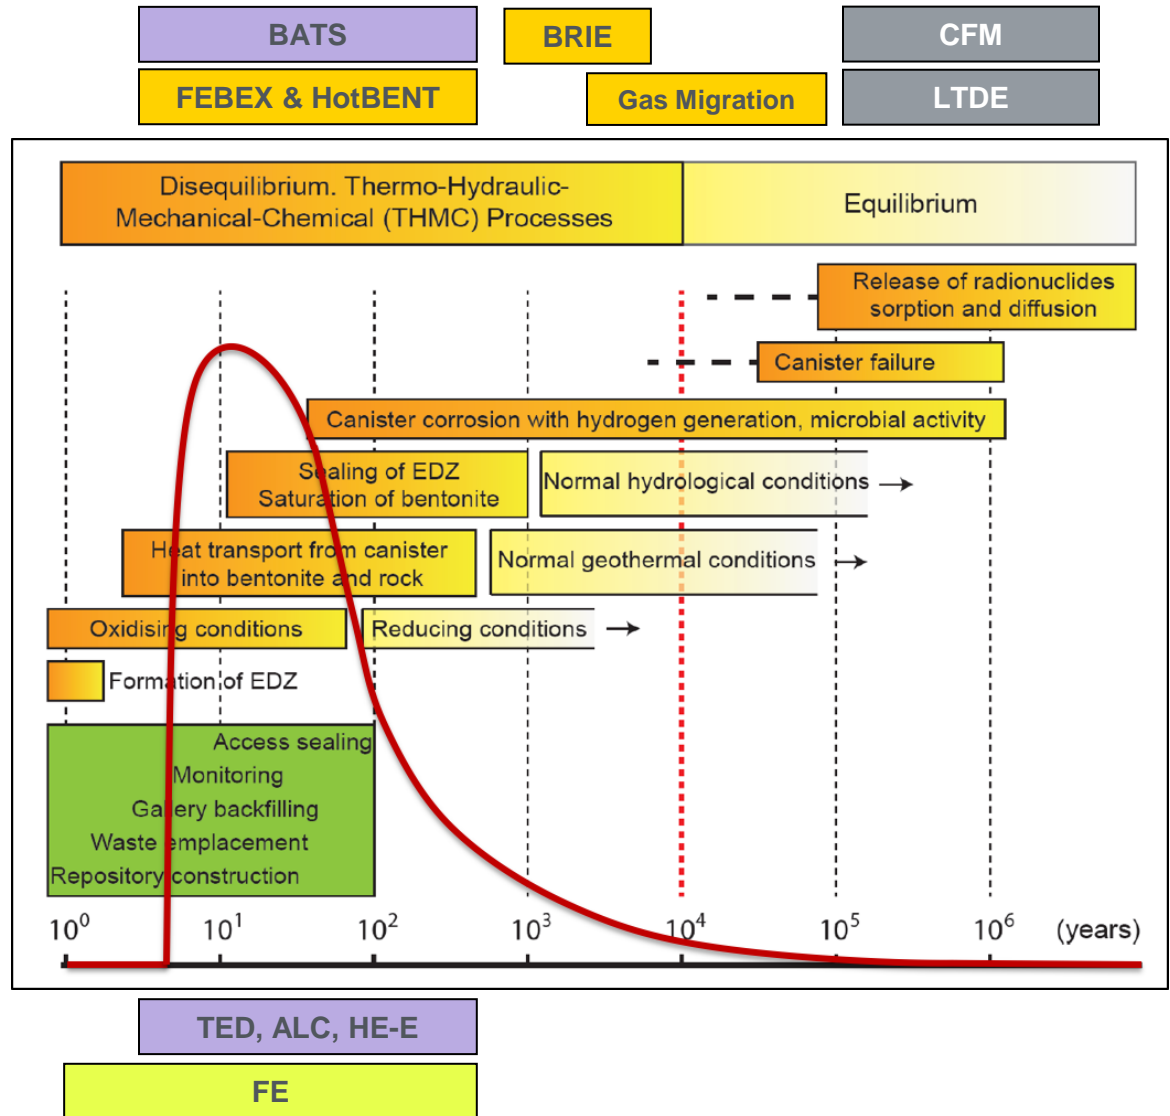 BATS
BRIE
CFM
FEBEX & HotBENT
Gas Migration
LTDE
Disequilibrium. Thermo-Hydraulic-
Mechanical-Chemical (THMC) Processes
Equilibrium
Release of radionuclides
sorption and diffusion
Canister failure
Canister corrosion with hydrogen generation, microbial activity
Sealing of EDZ
Saturation of bentonite
Normal hydrological conditions
Heat transport from canister
into bentonite and rock
Normal geothermal conditions
Oxidising conditions
Reducing conditions
Formation of EDZ
Access sealing
Monitoring
Gallery backfilling
Waste emplacement
Repository construction
10⁰ 10¹ 10² 10³ 10⁴ 10⁵ 10⁶ (years)
TED, ALC, HE-E
FE